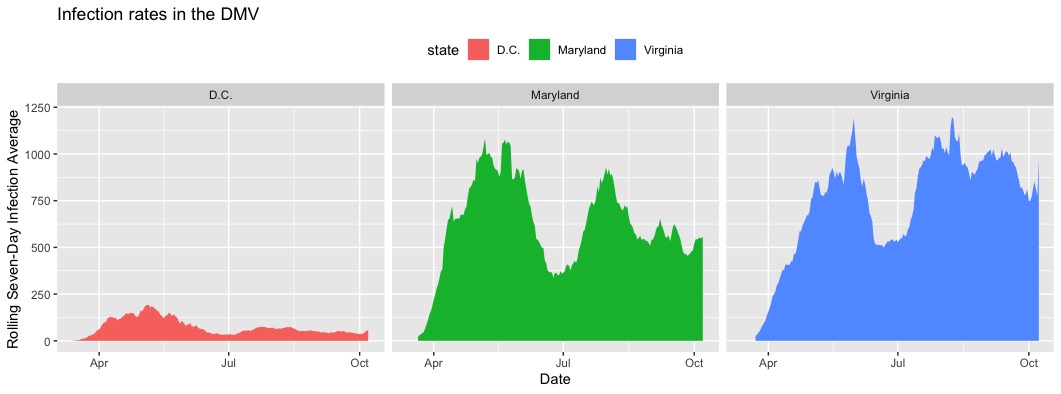 Infection rates in the DMV
state D.C. Maryland Virginia
D.C. Maryland Virginia
Rolling Seven-Day Infection Average
1250
1000
750
500
250
0
Apr Jul Oct Apr Jul Oct Apr Jul Oct
Date